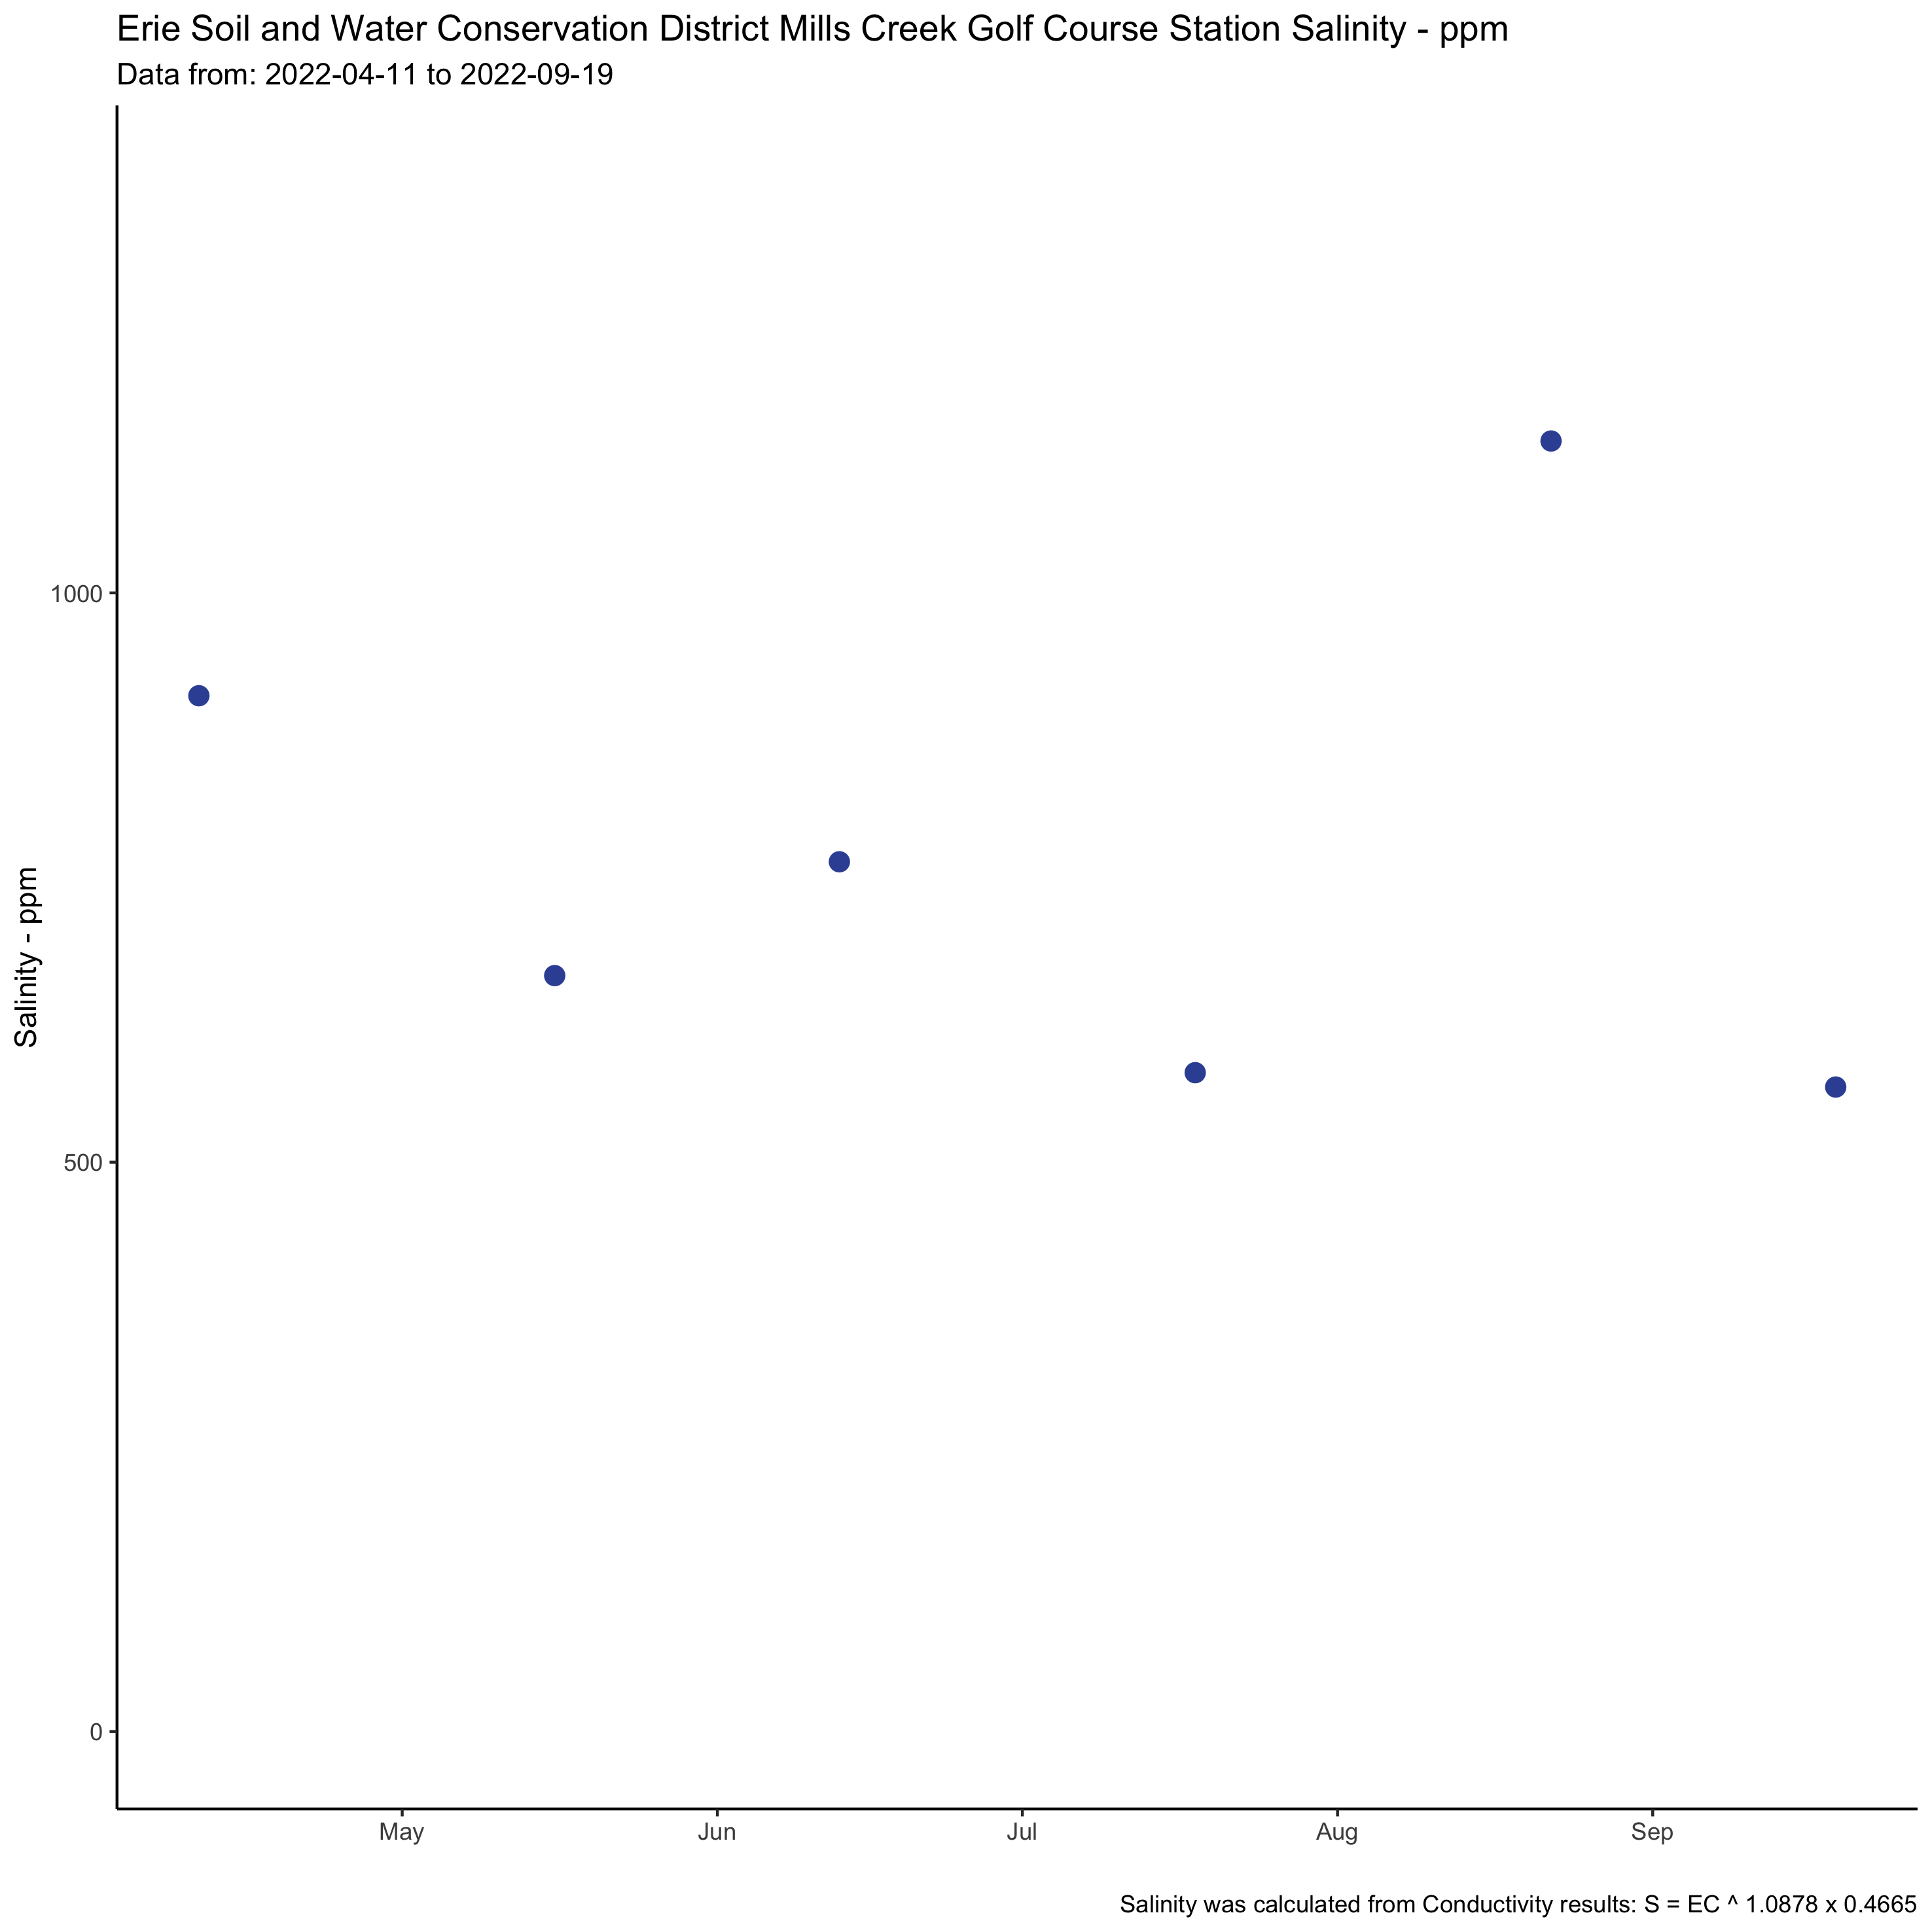 Erie Soil and Water Conservation District Mills Creek Golf Course Station Salinity - ppm
Data from: 2022-04-11 to 2022-09-19
Salinity - ppm
1000
500
0
May Jun Jul Aug Sep
Salinity was calculated from Conductivity results: S = EC ^ 1.0878 x 0.4665